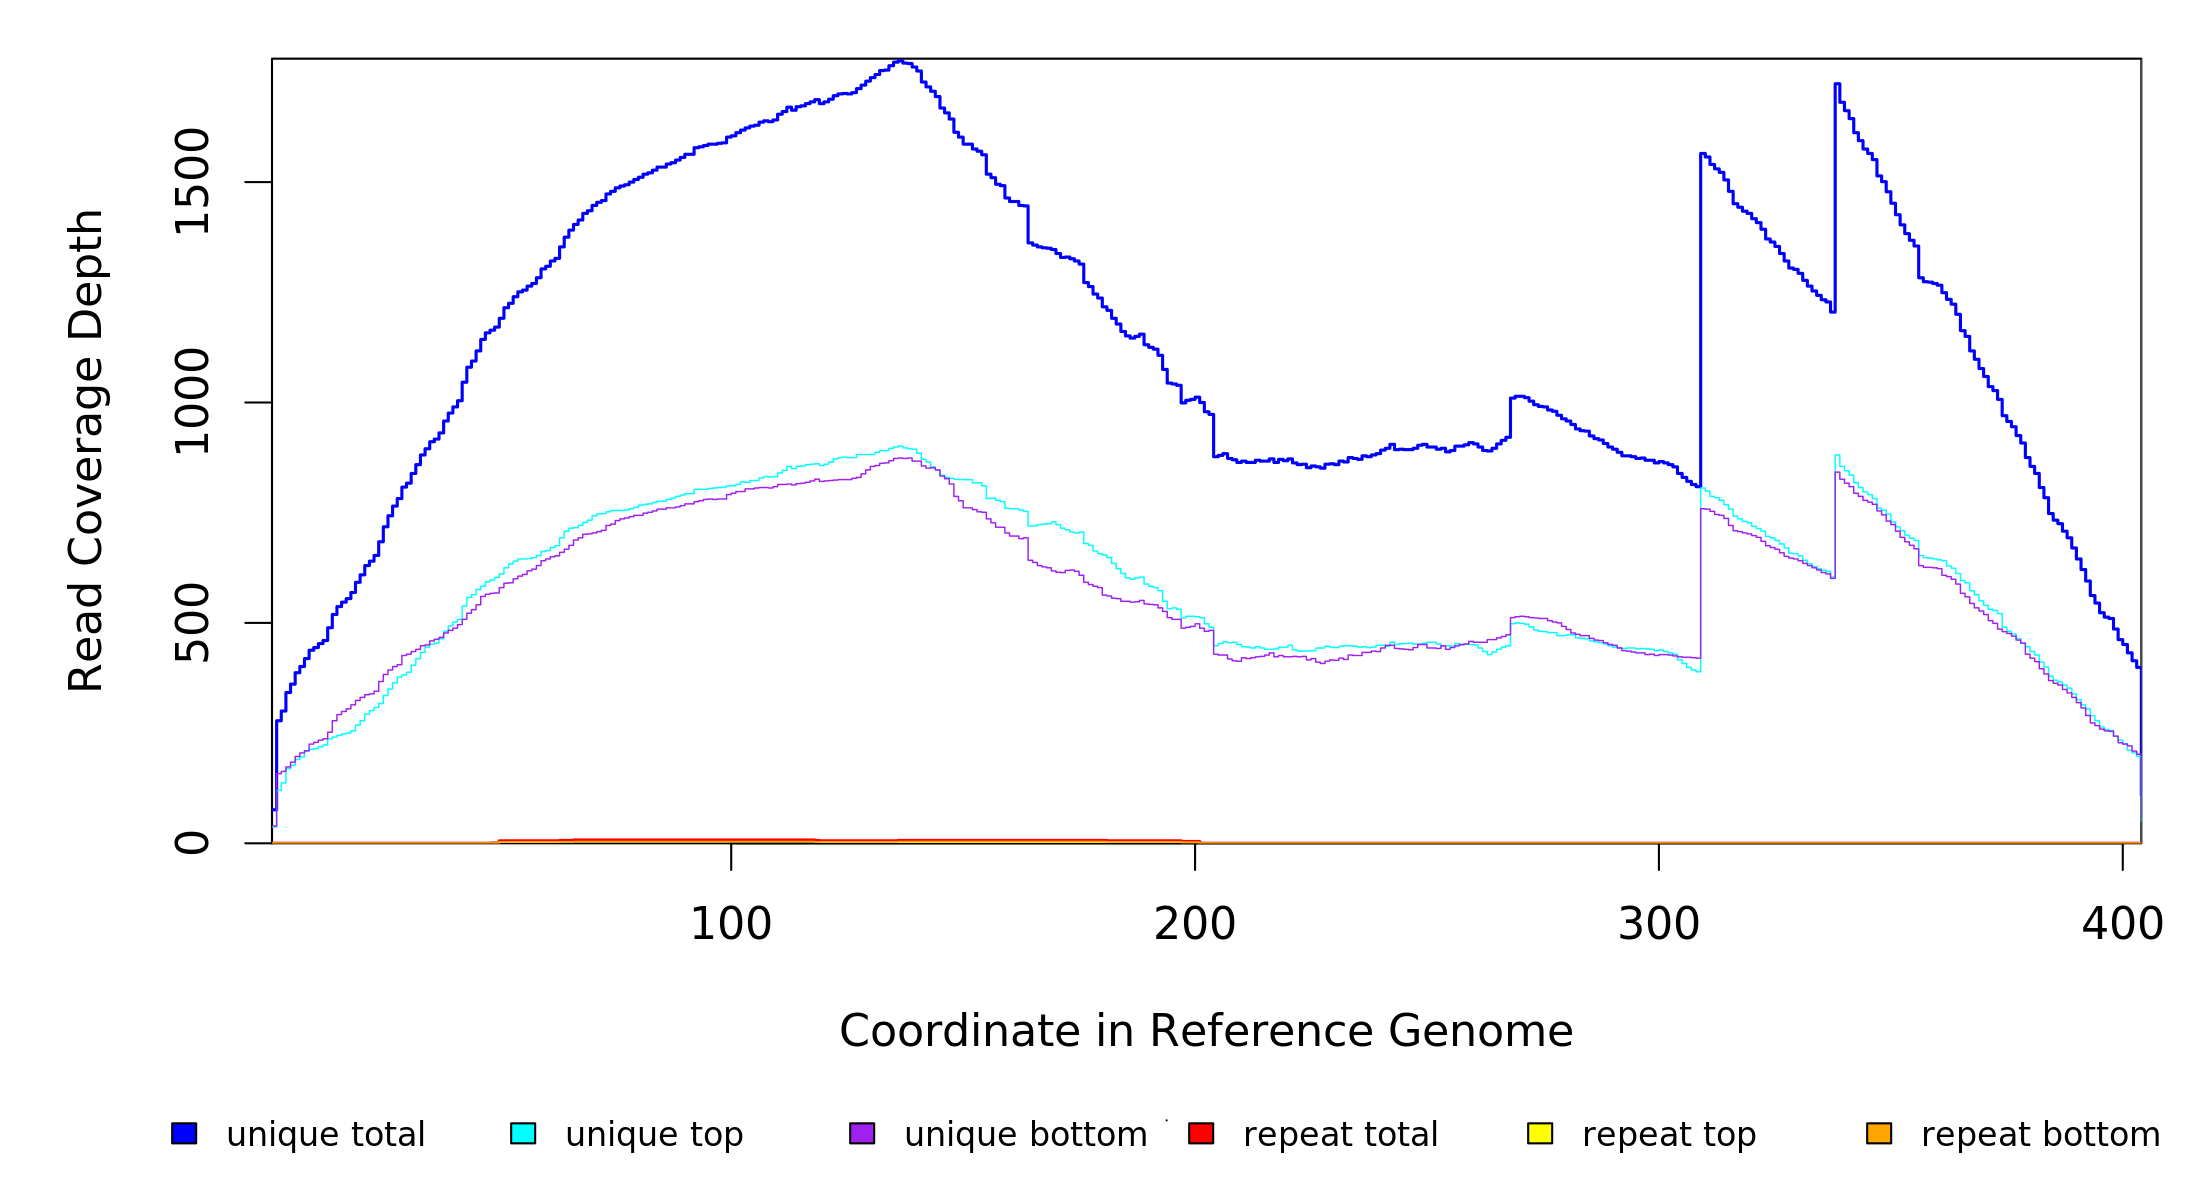 Read Coverage Depth
1500
1000
500
0
100 200 300 400
Coordinate in Reference Genome
unique total unique top unique bottom repeat total repeat top repeat bottom